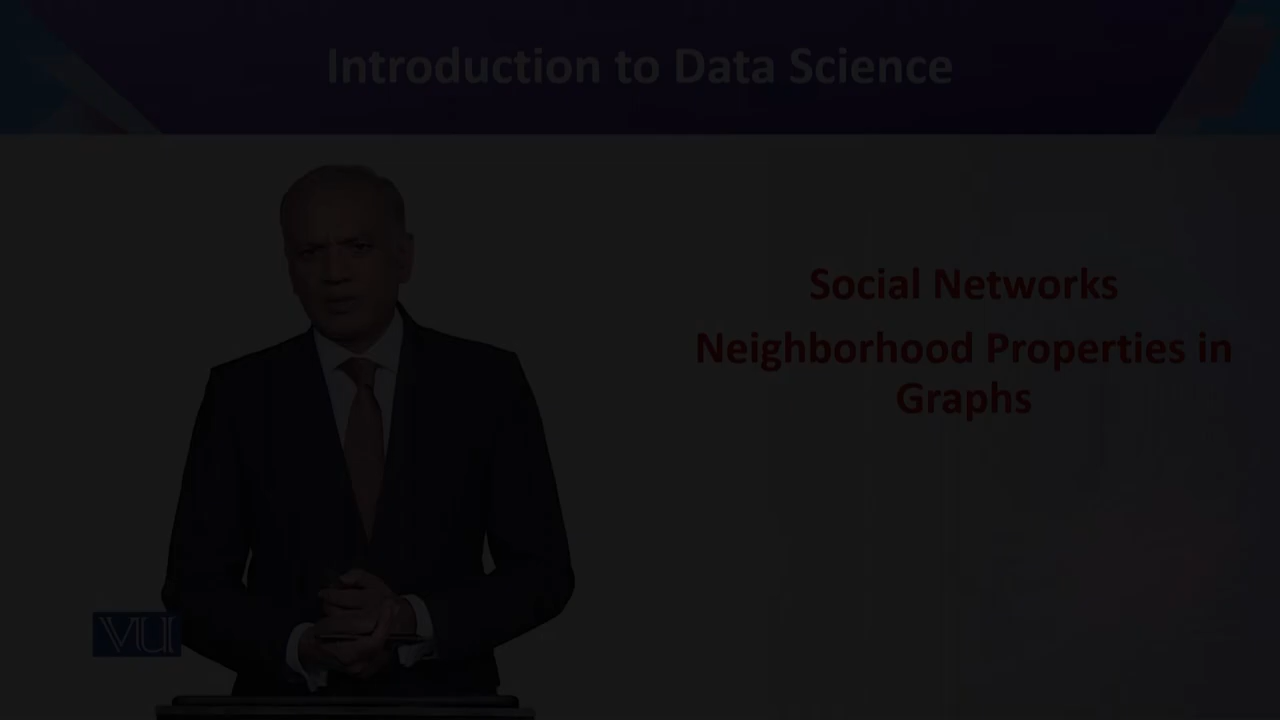 Introduction to Data Science
Social Networks
Neighborhood Properties in
Graphs
VU